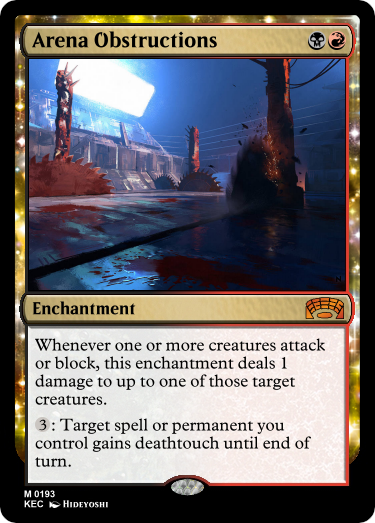 Arena Obstructions
Enchantment
Whenever one or more creatures attack
or block, this enchantment deals 1
damage to up to one of those target
creatures.
3: Target spell or permanent you
control gains deathtouch until end of
turn.
M 0193
KEC Hideyoshi